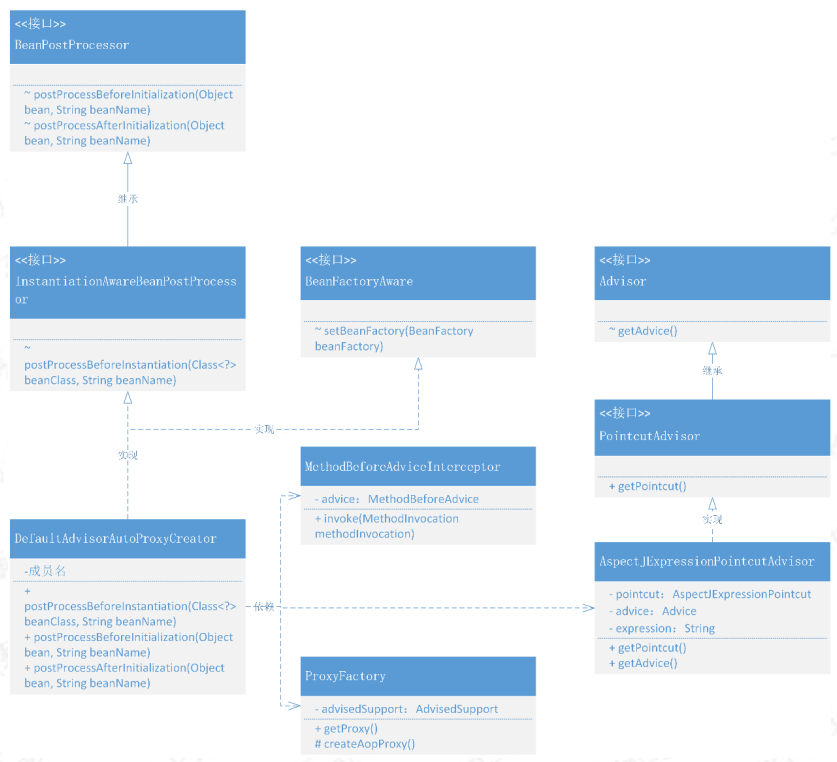 <<接口>>
BeanPostProcessor
~ postProcessBeforeInitialization(Object
bean, String beanName)
~ postProcessAfterInitialization(Object
bean, String beanName)
继承
<<接口>>
InstantiationAwareBeanPostProcess
or
~
postProcessBeforeInstantiation(Class<?>
beanClass, String beanName)
<<接口>>
BeanFactoryAware
~ setBeanFactory(BeanFactory
beanFactory)
<<接口>>
Advisor
~ getAdvice()
继承
<<接口>>
PointcutAdvisor
+ getPointcut()
实现
实现
实现
MethodBeforeAdviceInterceptor
- advice：MethodBeforeAdvice
+ invoke(MethodInvocation
methodInvocation)
DefaultAdvisorAutoProxyCreator
-成员名
+
postProcessBeforeInstantiation(Class<?>
beanClass, String beanName)
+ postProcessBeforeInitialization(Object
bean, String beanName)
+ postProcessAfterInitialization(Object
bean, String beanName)
依赖
AspectJExpressionPointcutAdvisor
- pointcut：AspectJExpressionPointcut
- advice：Advice
- expression：String
+ getPointcut()
+ getAdvice()
ProxyFactory
- advisedSupport：AdvisedSupport
+ getProxy()
# createAopProxy()